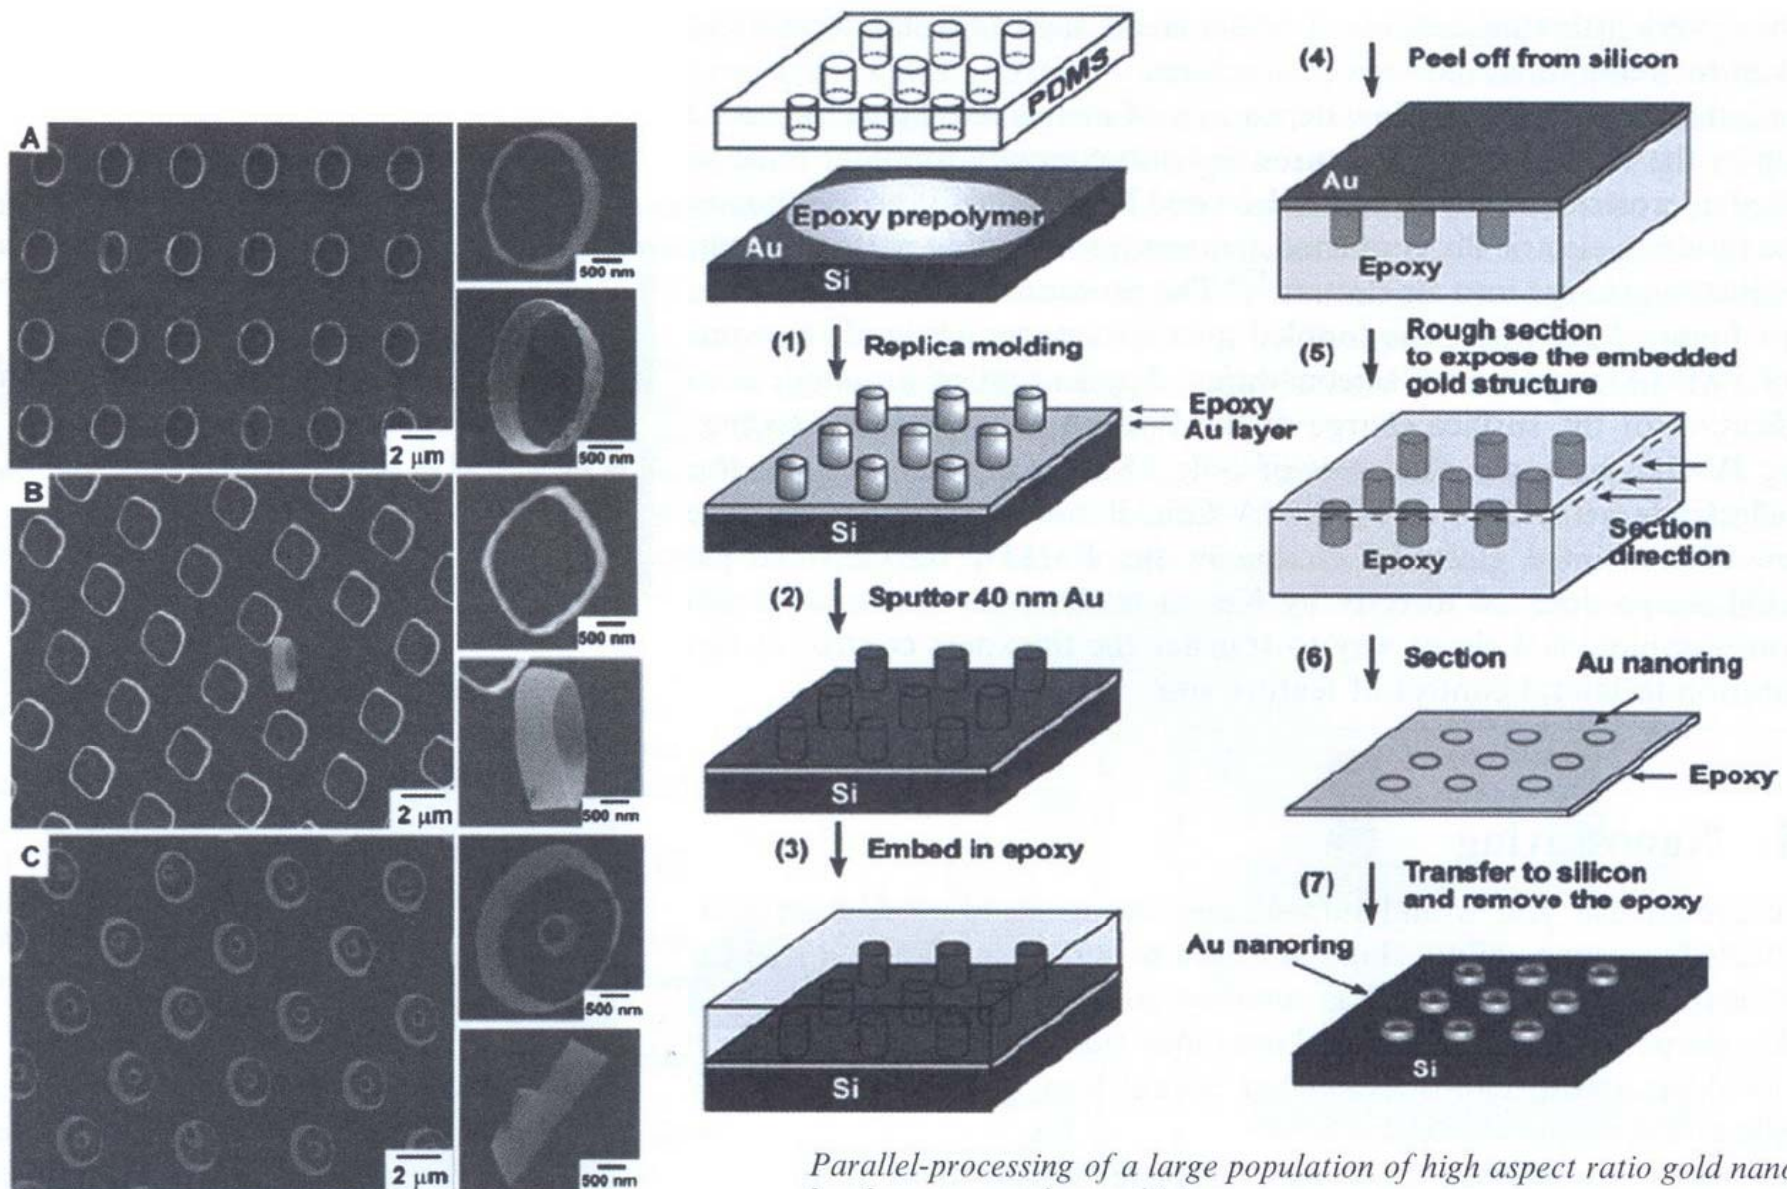 A
500 nm
500 nm
2 μm
B
500 nm
500 nm
2 μm
C
500 nm
500 nm
2 μm
PDMS
Epoxy prepolymer
Au
Si
(1) Replica molding
Epoxy
Au layer
Si
(2) Sputter 40 nm Au
Si
(3) Embed in epoxy
Si
(4) Peel off from silicon
Au
Epoxy
(5) Rough section
to expose the embedded
gold structure
Epoxy
Section
direction
(6) Section
Au nanoring
Epoxy
(7) Transfer to silicon
and remove the epoxy
Au nanoring
Si
Parallel-processing of a large population of high aspect ratio gold nano